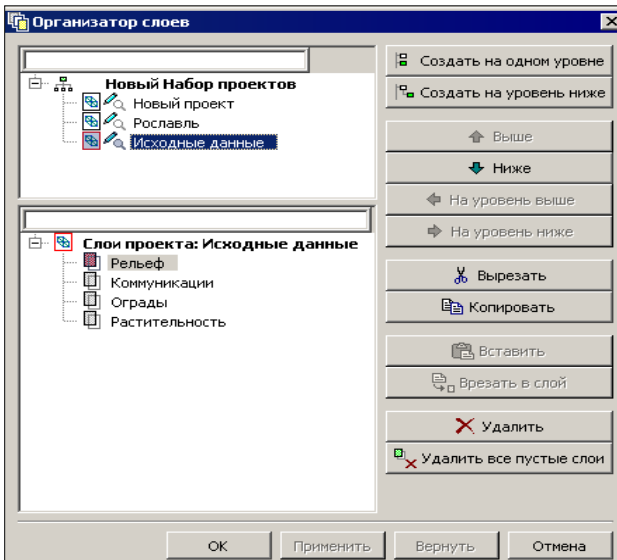 Организатор слоев
Новый Набор проектов
Новый проект
Рославль
Исходные данные
Слои проекта: Исходные данные
Рельеф
Коммуникации
Ограды
Растительность
Создать на одном уровне
Создать на уровень ниже
Выше
Ниже
На уровень выше
На уровень ниже
Вырезать
Копировать
Вставить
Врезать в слой
Удалить
Удалить все пустые слои
ОК
Применить
Вернуть
Отмена